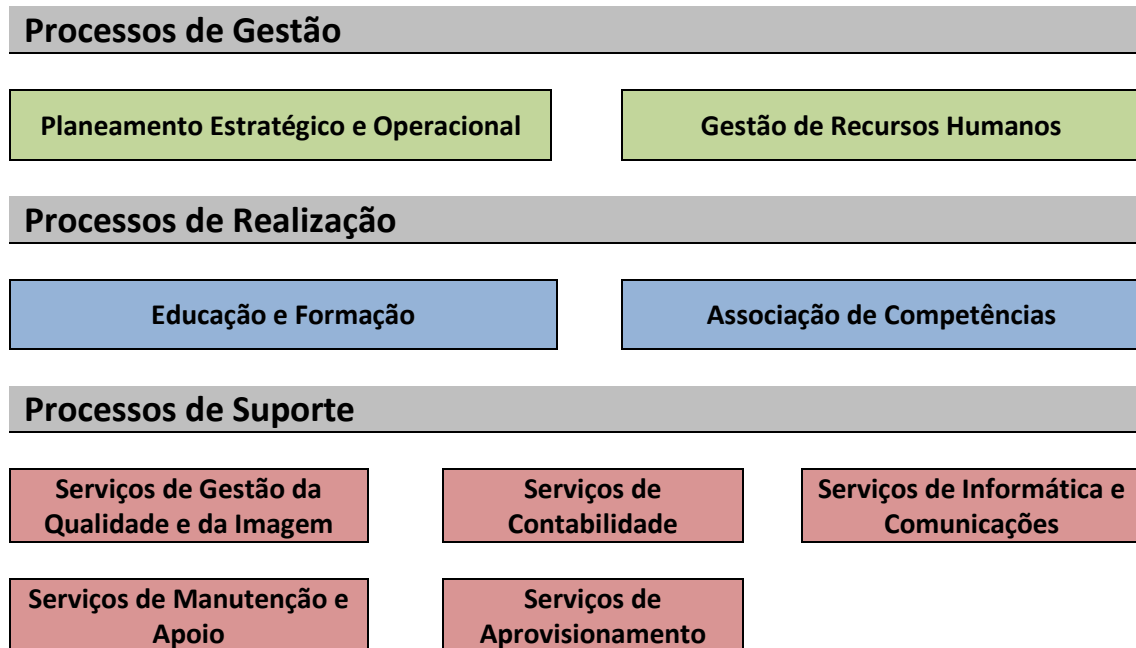 Processos de Gestão
Planeamento Estratégico e Operacional
Gestão de Recursos Humanos
Processos de Realização
Educação e Formação
Associação de Competências
Processos de Suporte
Serviços de Gestão da
Qualidade e da Imagem
Serviços de
Contabilidade
Serviços de Informática e
Comunicações
Serviços de Manutenção e
Apoio
Serviços de
Aprovisionamento